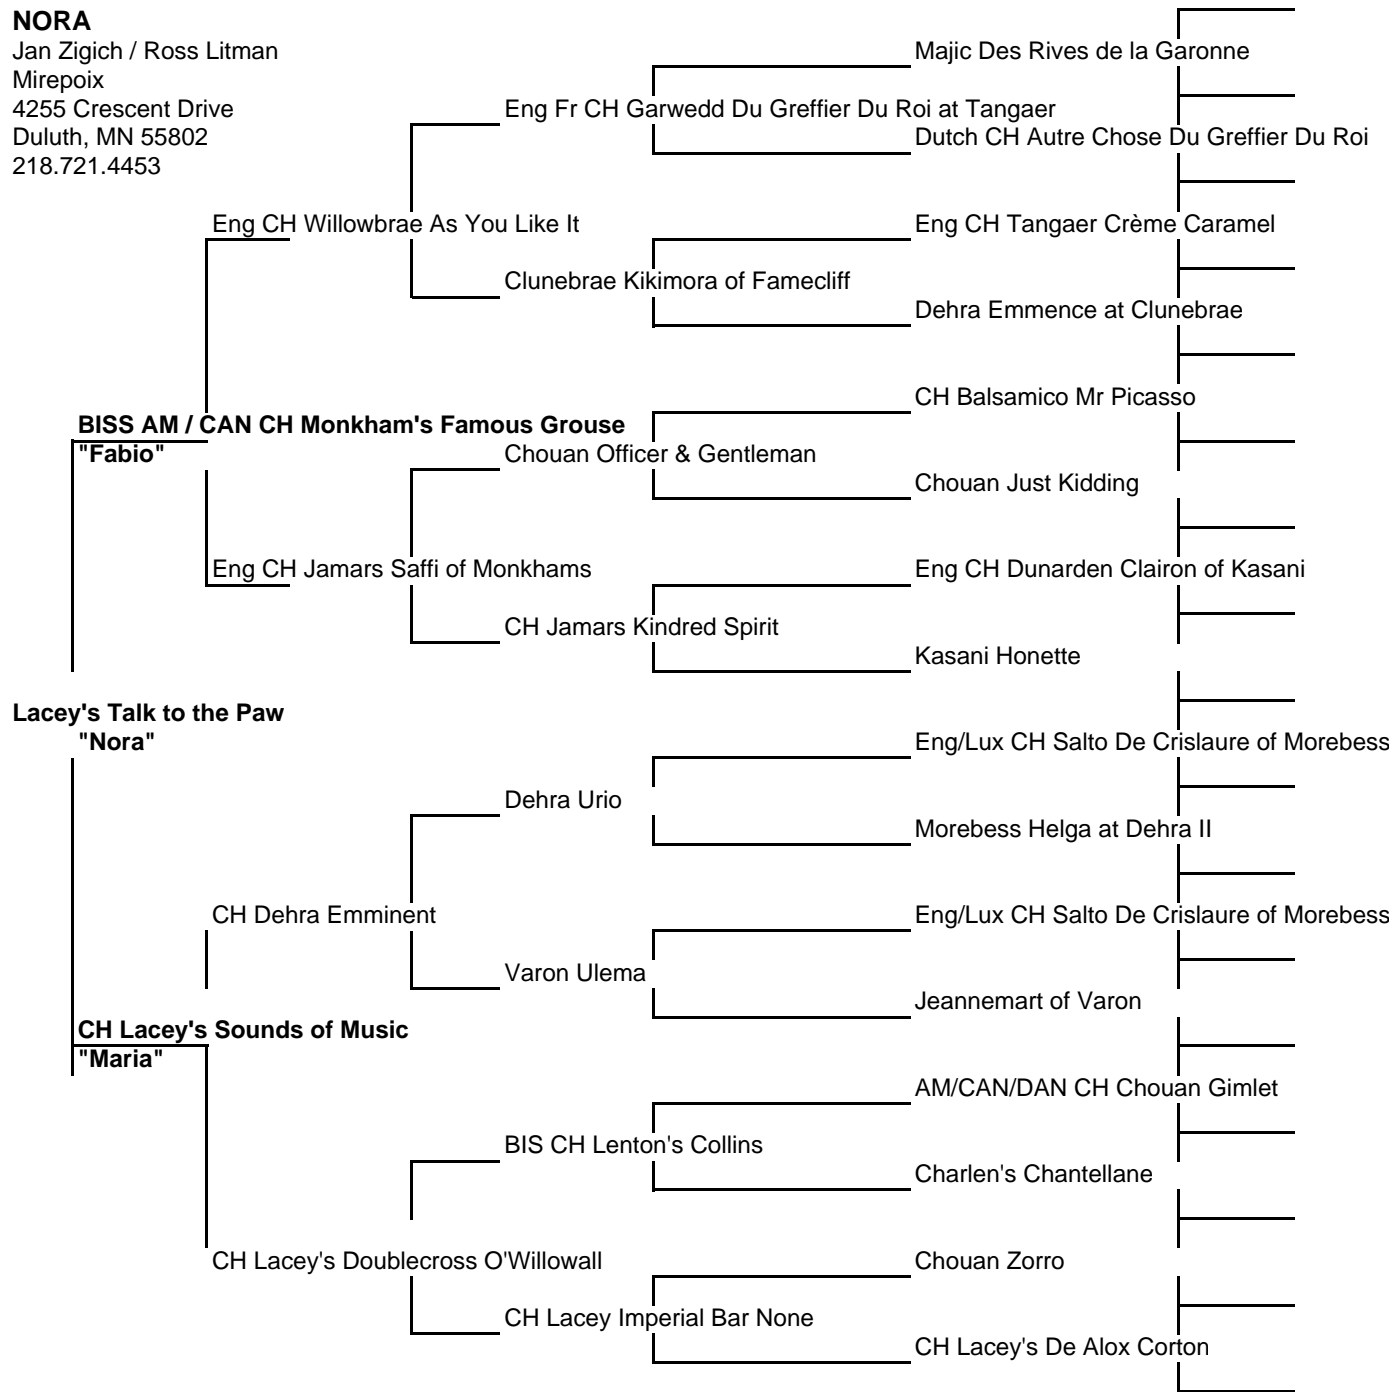 NORA
Jan Zigich / Ross Litman
Mirepoix
4255 Crescent Drive
Duluth, MN 55802
218.721.4453
Majic Des Rives de la Garonne
Eng Fr CH Garwedd Du Greffier Du Roi at Tangaer
Dutch CH Autre Chose Du Greffier Du Roi
Eng CH Willowbrae As You Like It
Eng CH Tangaer Crème Caramel
Clunebrae Kikimora of Famecliff
Dehra Emmence at Clunebrae
CH Balsamico Mr Picasso
BISS AM / CAN CH Monkham's Famous Grouse
"Fabio"
Chouan Officer & Gentleman
Chouan Just Kidding
Eng CH Jamars Saffi of Monkhams
Eng CH Dunarden Clairon of Kasani
CH Jamars Kindred Spirit
Kasani Honette
Lacey's Talk to the Paw
"Nora"
Eng/Lux CH Salto De Crislaure of Morebess
Dehra Urio
Morebess Helga at Dehra II
CH Dehra Emminent
Eng/Lux CH Salto De Crislaure of Morebess
Varon Ulema
Jeannemart of Varon
CH Lacey's Sounds of Music
"Maria"
AM/CAN/DAN CH Chouan Gimlet
BIS CH Lenton's Collins
Charlen's Chantellane
CH Lacey's Doublecross O'Willowall
Chouan Zorro
CH Lacey Imperial Bar None
CH Lacey's De Alox Corton